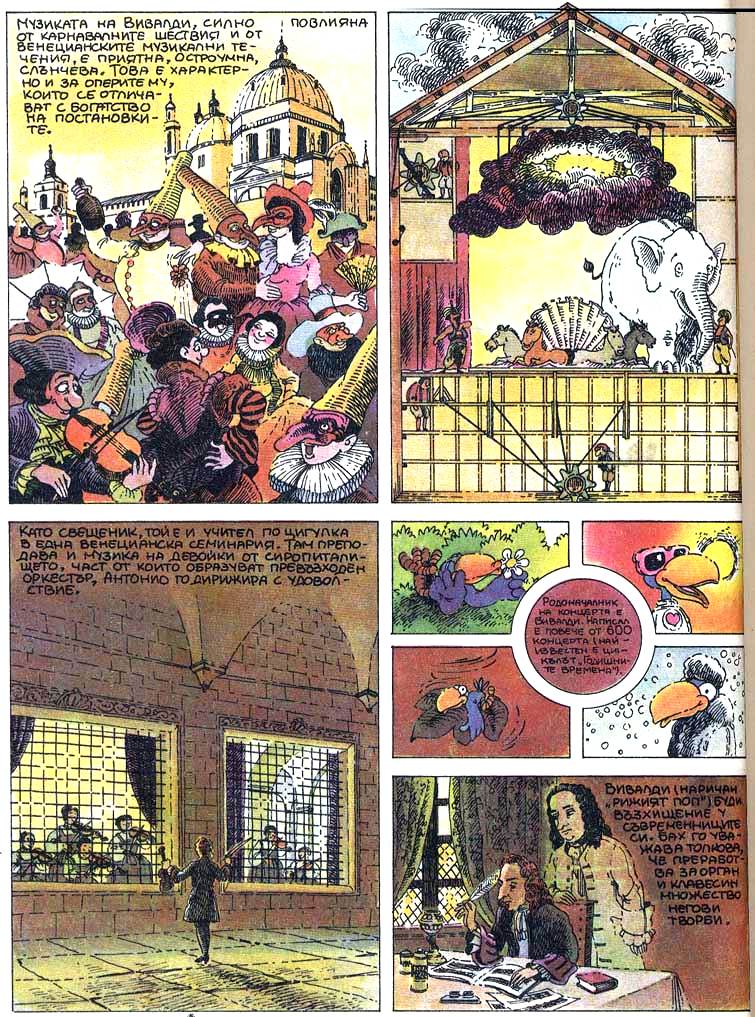 Музиката на Вивалди, силно повлияна
от карнавалните шествия и от
венецианските музикални те-
чения, е приятна, остроумна,
слънчева. Това е характер-
но и за оперите му,
които се отлича-
ват с богатство
на постановки-
те.
Като свещеник, той е и учител по цигулка
в една венецианска семинария. Там препо-
дава и музика на девойки от сиропитали-
щето, част от които образуват превъзходен
оркестър, Антонио го дирижира с удовол-
ствие.
Родоначалник
на концерта е
Вивалди. Написал
е повече от 600
концерта (най-
известен е ци-
кълът „Годишни-
те времена”).
Вивалди (наричан
„Рижият поп”) буди
възхищение у
съвременниците
си. Бах го ува-
жава толкова,
че преработ-
ва за орган
и клавесин
множество
негови
творби.